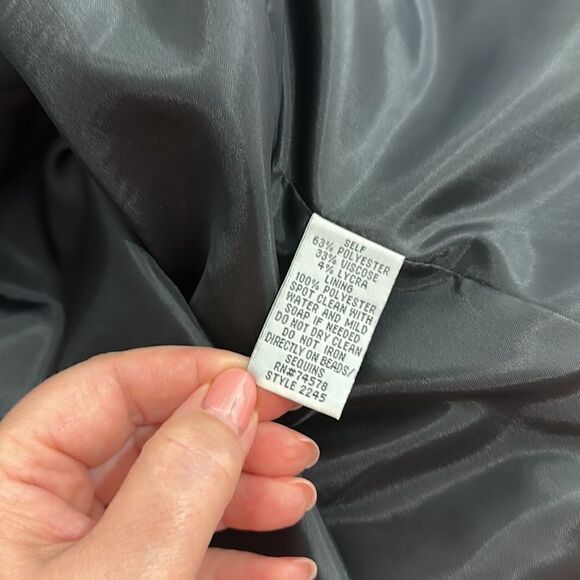 SELF
63% POLYESTER
33% VISCOSE
4% LYCRA
LINING
100% POLYESTER
SPOT CLEAN WITH
WATER AND MILD
SOAP IF NEEDED
DO NOT DRY CLEAN
DO NOT IRON
DIRECTLY ON BEADS/
SEQUINS
RN#74578
STYLE 2245